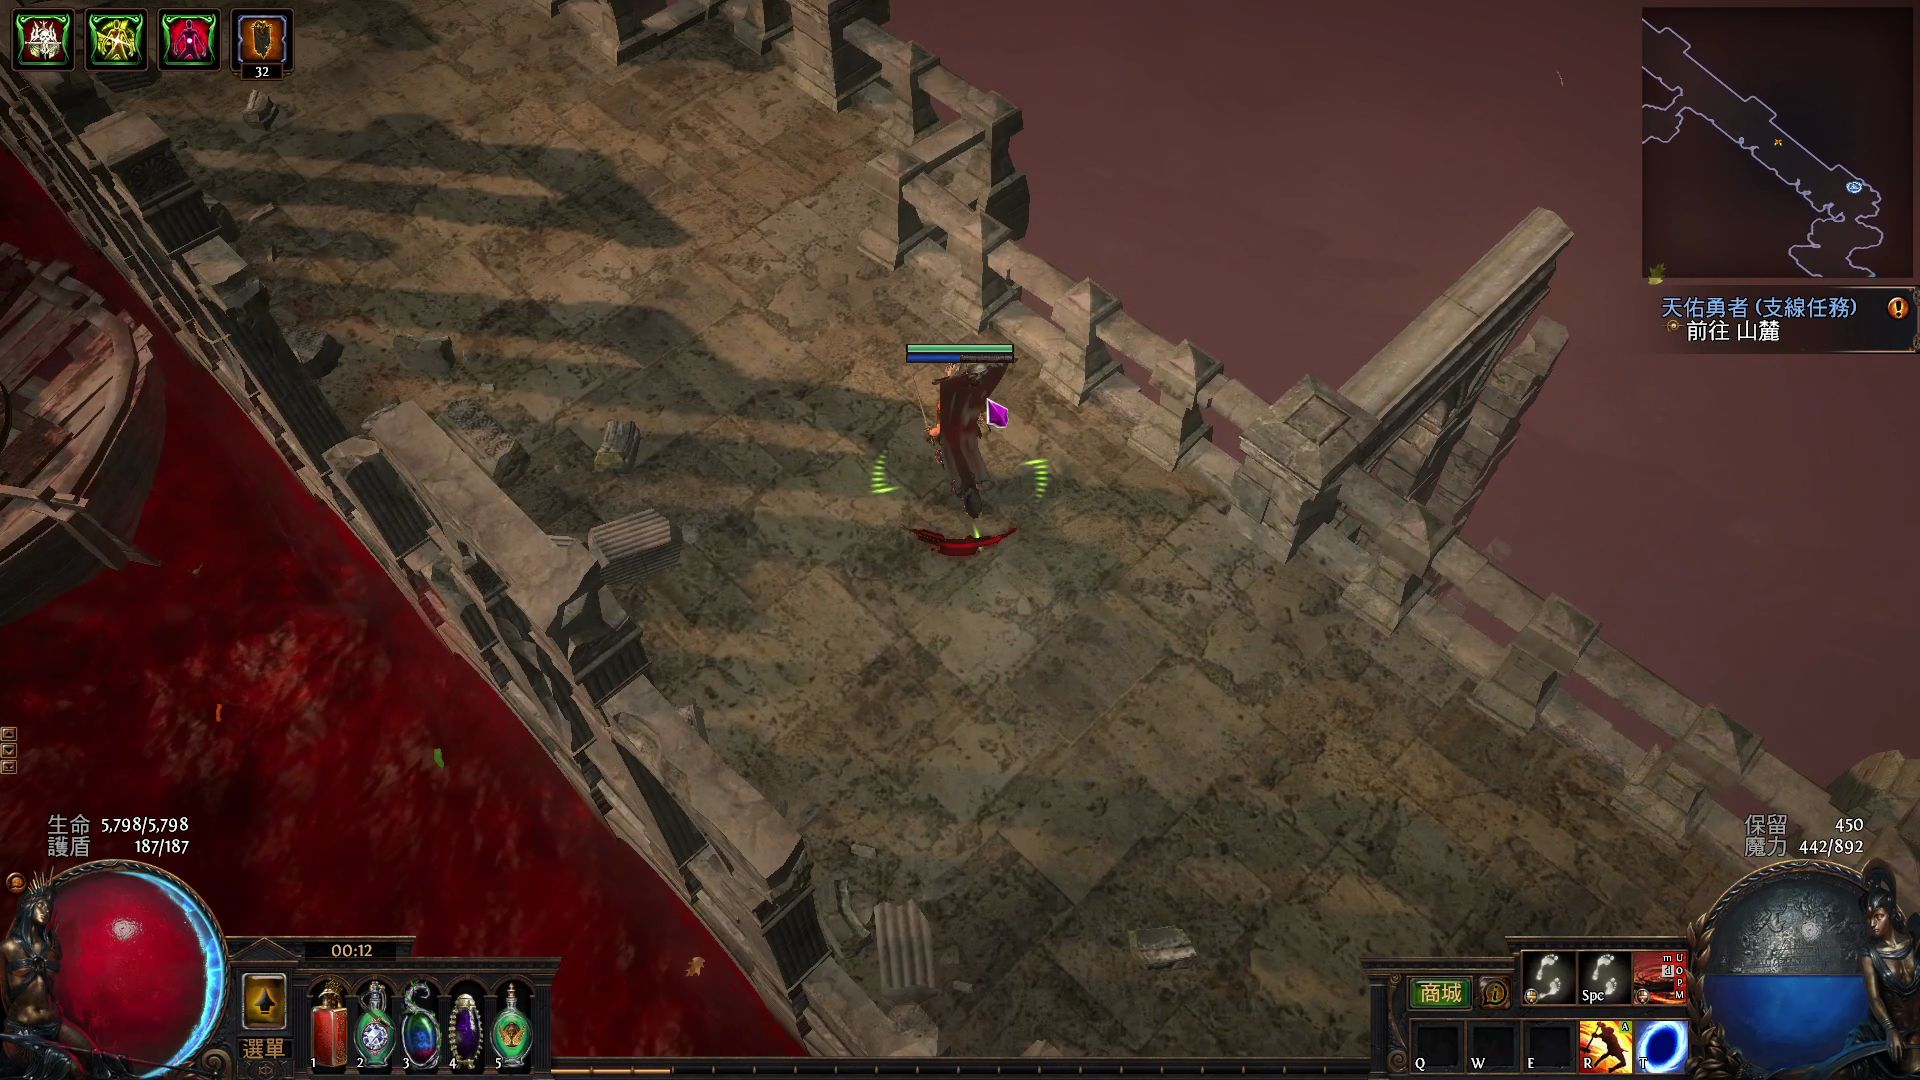 32
天佑勇者 (支線任務)
前往 山麓
生命 5,798/5,798
護盾 187/187
保留 450
魔力 442/892
00:12
選單
1
2
3
4
5
商城
Spc
Q
W
E
R
A
T